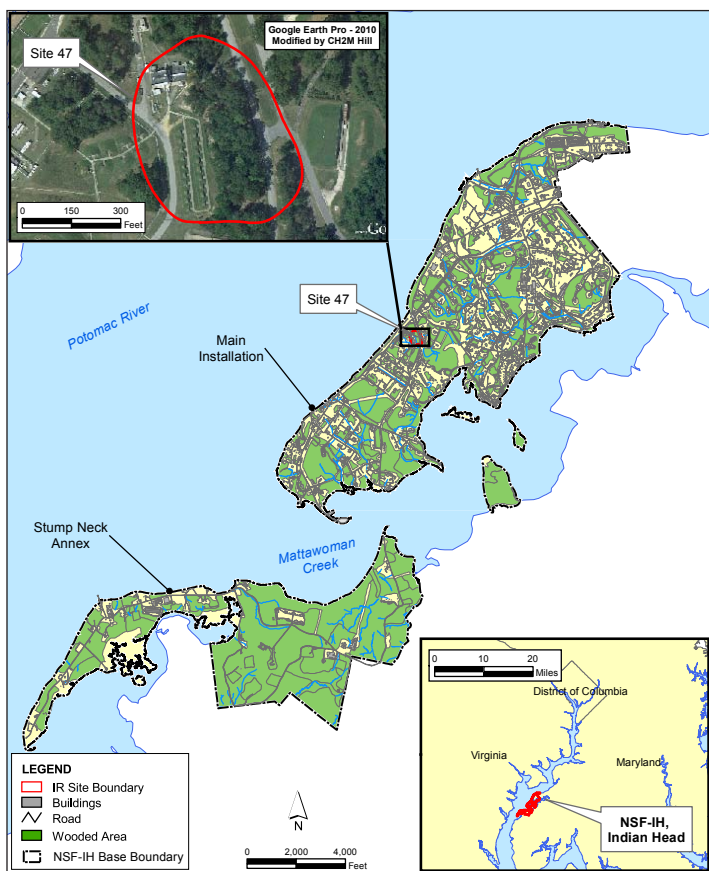 Google Earth Pro - 2010
Modified by CH2M Hill
Site 47
0 150 300
Feet
Go
Site 47
Potomac River
Main
Installation
Stump Neck
Annex
Mattawoman
Creek
0 10 20
Miles
District of Columbia
Virginia
Maryland
NSF-IH,
Indian Head
LEGEND
IR Site Boundary
Buildings
Road
Wooded Area
NSF-IH Base Boundary
N
0 2,000 4,000
Feet